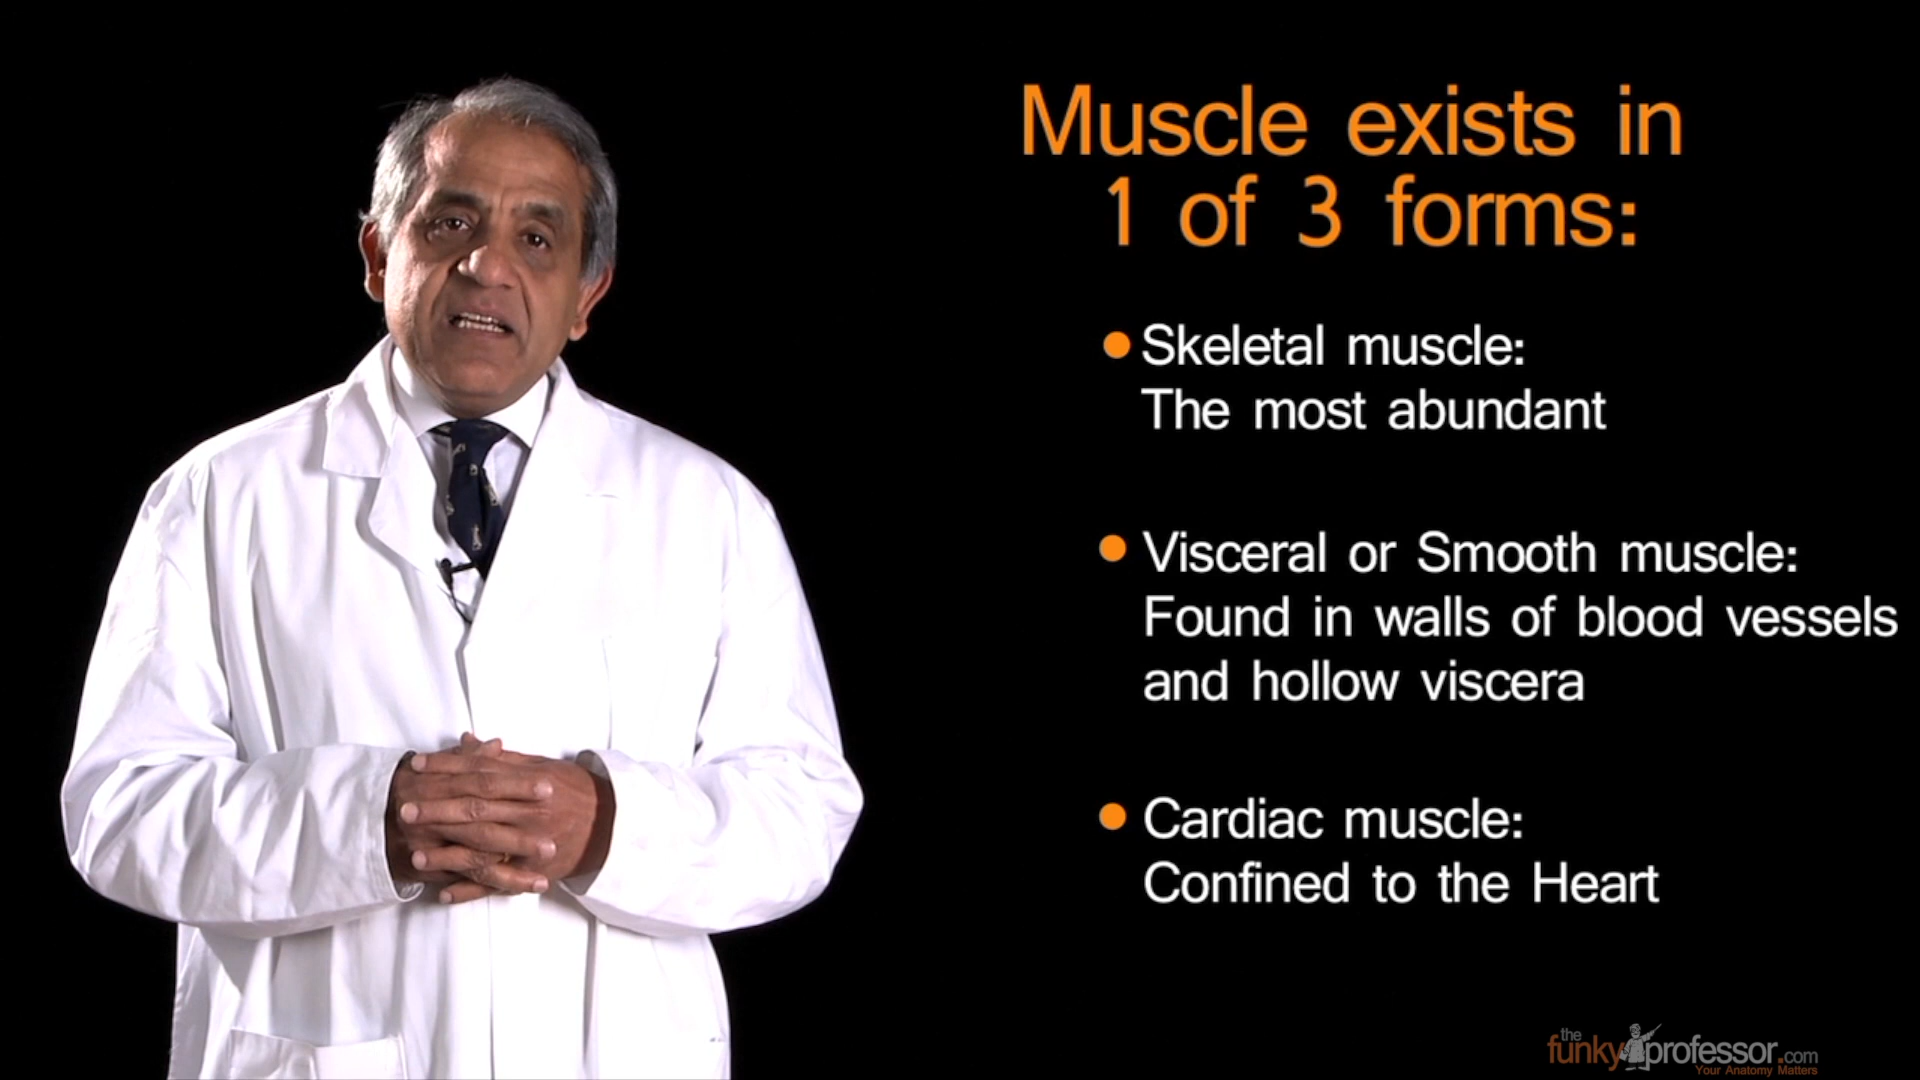 Muscle exists in
1 of 3 forms:
Skeletal muscle:
The most abundant
Visceral or Smooth muscle:
Found in walls of blood vessels
and hollow viscera
Cardiac muscle:
Confined to the Heart
the
funkyprofessor.com
Your Anatomy Matters